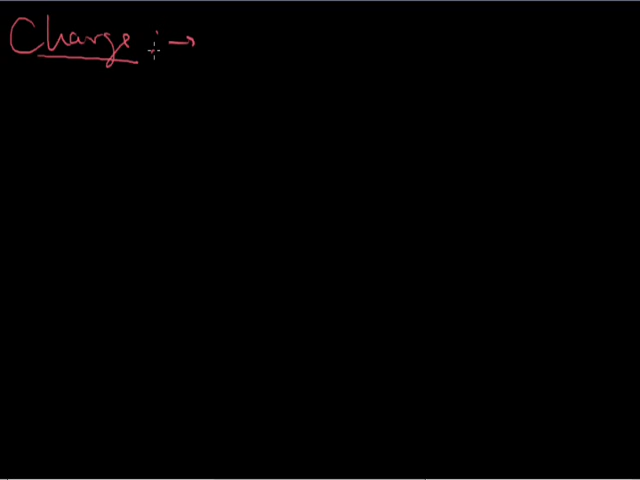 Charge : →